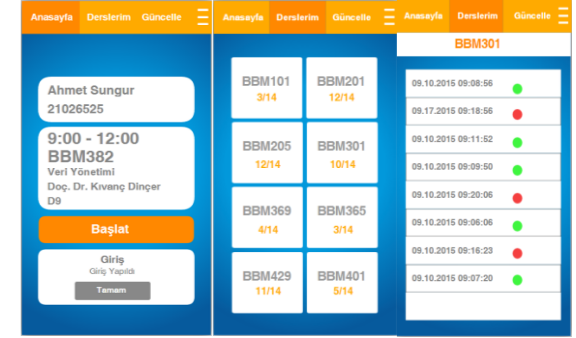 Anasayfa Derslerim Güncelle
Ahmet Sungur
21026525
9:00 - 12:00
BBM382
Veri Yönetimi
Doç. Dr. Kıvanç Dinçer
D9
Başlat
Giriş
Giriş Yapıldı
Tamam
Anasayfa Derslerim Güncelle
BBM101 BBM201
3/14 12/14
BBM205 BBM301
12/14 10/14
BBM369 BBM365
4/14 3/14
BBM429 BBM401
11/14 5/14
Anasayfa Derslerim Güncelle
BBM301
09.10.2015 09:08:56
09.17.2015 09:18:56
09.10.2015 09:11:52
09.10.2015 09:09:50
09.10.2015 09:20:06
09.10.2015 09:06:06
09.10.2015 09:16:23
09.10.2015 09:07:20